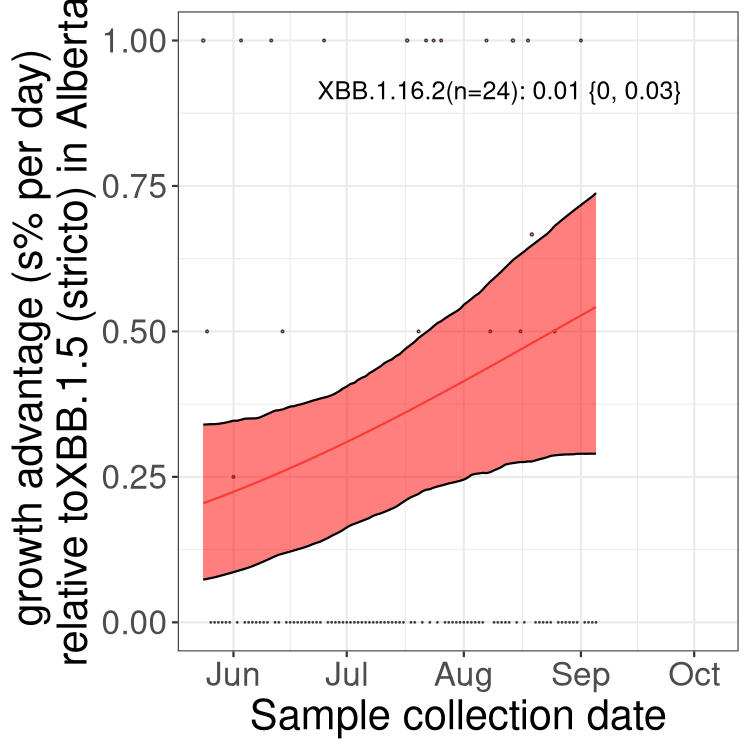 growth advantage (s% per day)
relative toXBB.1.5 (stricto) in Alberta
1.00
0.75
0.50
0.25
0.00
XBB.1.16.2(n=24): 0.01 {0, 0.03}
Jun Jul Aug Sep Oct
Sample collection date